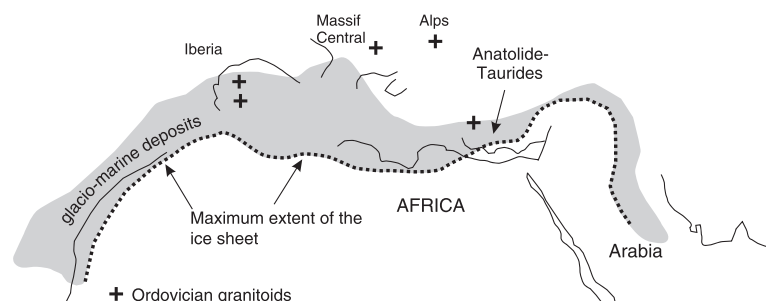 Massif
Central
Alps
Iberia
Anatolide-
Taurides
glacio-marine deposits
Maximum extent of the
ice sheet
AFRICA
Arabia
Ordovician granitoids